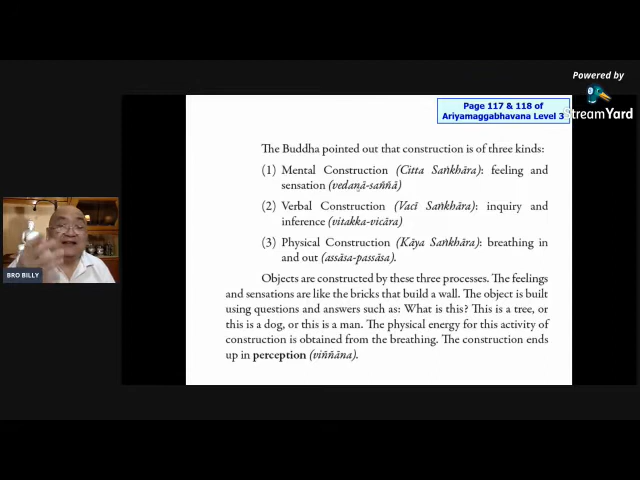 Powered by
StreamYard
Page 117 & 118 of
Ariyamaggabhavana Level 3
The Buddha pointed out that construction is of three kinds:
(1) Mental Construction (Citta Saṅkhāra): feeling and
sensation (vedaṇā-saññā)
(2) Verbal Construction (Vacī Saṅkhāra): inquiry and
inference (vitakka-vicāra)
(3) Physical Construction (Kāya Saṅkhāra): breathing in
and out (assāsa-passāsa).
Objects are constructed by these three processes. The feelings
and sensations are like the bricks that build a wall. The object is built
using questions and answers such as: What is this? This is a tree, or
this is a dog, or this is a man. The physical energy for this activity of
construction is obtained from the breathing. The construction ends
up in perception (viññāna).
BRO BILLY